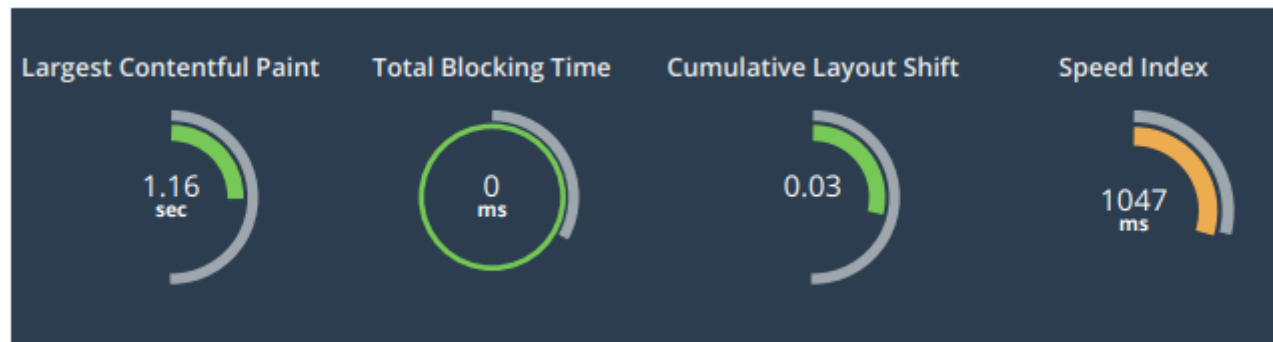 Largest Contentful Paint
1.16
sec
Total Blocking Time
0
ms
Cumulative Layout Shift
0.03
Speed Index
1047
ms